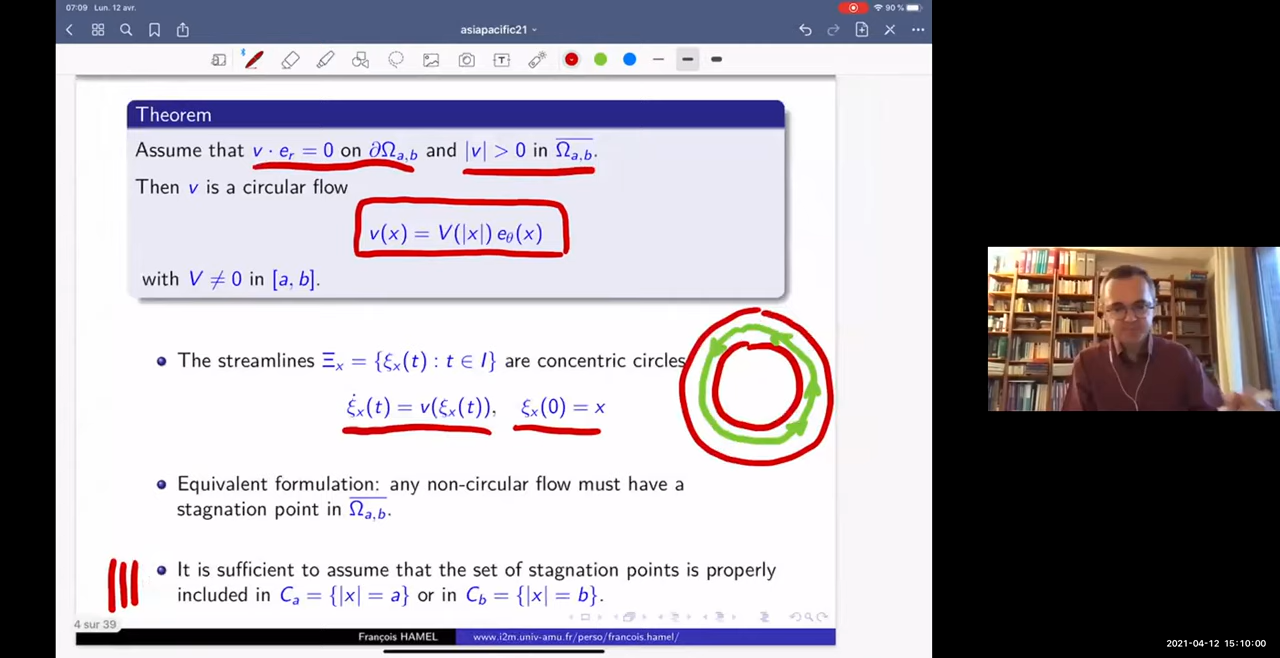 07:09 Lun. 12 avr.
90 %
asiapacific21
Theorem
Assume that v · e_r = 0 on ∂Ω_{a,b} and |v| > 0 in \overline{Ω_{a,b}}.
Then v is a circular flow
v(x) = V(|x|) e_θ(x)
with V ≠ 0 in [a, b].
The streamlines Ξ_x = {ξ_x(t) : t ∈ I} are concentric circles
\dot{ξ}_x(t) = v(ξ_x(t)), ξ_x(0) = x
Equivalent formulation: any non-circular flow must have a
stagnation point in \overline{Ω_{a,b}}.
It is sufficient to assume that the set of stagnation points is properly
included in C_a = {|x| = a} or in C_b = {|x| = b}.
4 sur 39
François HAMEL www.i2m.univ-amu.fr/perso/francois.hamel/
2021-04-12 15:10:00